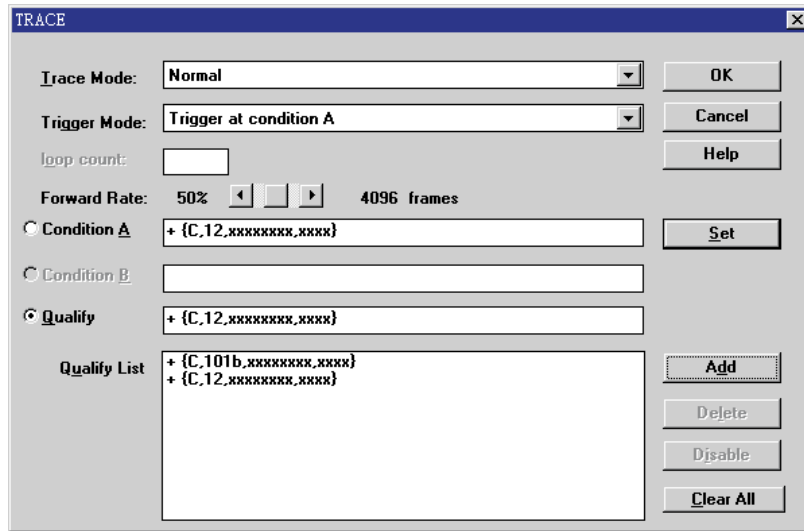 TRACE
Trace Mode: Normal OK
Trigger Mode: Trigger at condition A Cancel
loop count: Help
Forward Rate: 50% 4096 frames
Condition A + {C,12,xxxxxxxx,xxxx} Set
Condition B
Qualify + {C,12,xxxxxxxx,xxxx}
Qualify List + {C,101b,xxxxxxxx,xxxx} Add
+ {C,12,xxxxxxxx,xxxx}
Delete
Disable
Clear All